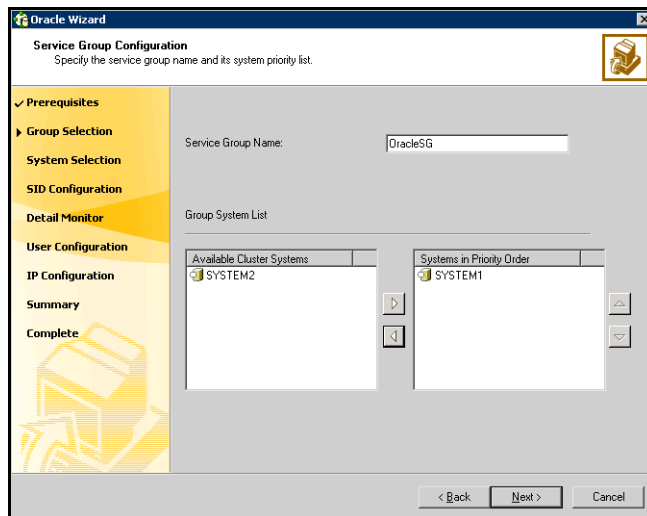 Oracle Wizard
Service Group Configuration
Specify the service group name and its system priority list.
Prerequisites
Group Selection
System Selection
SID Configuration
Detail Monitor
User Configuration
IP Configuration
Summary
Complete
Service Group Name:
OracleSG
Group System List
Available Cluster Systems
SYSTEM2
Systems in Priority Order
SYSTEM1
< Back
Next >
Cancel